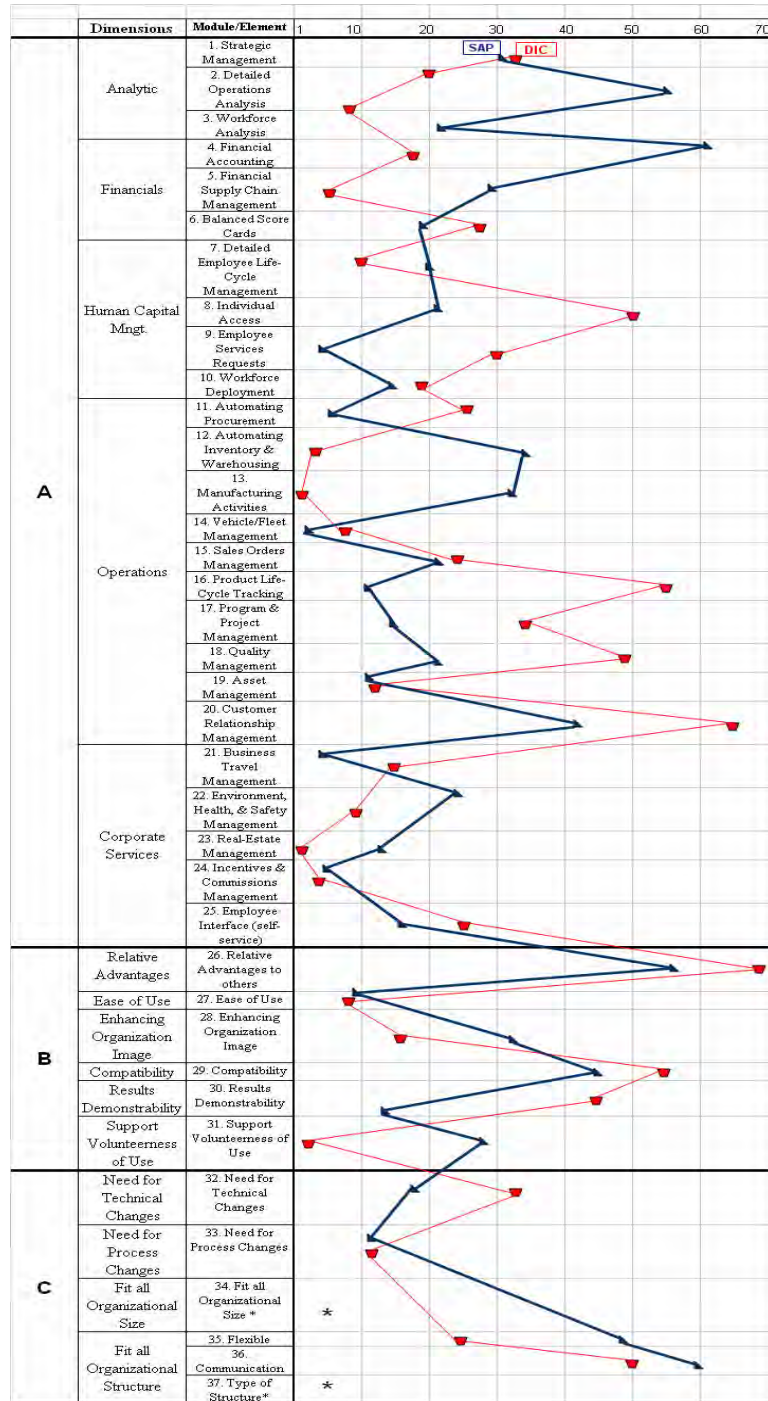 Dimensions Module/Element 1 10 20 30 40 50 60 70
SAP DIC
A
Analytic
1. Strategic
Management
2. Detailed
Operations
Analysis
3. Workforce
Analysis
Financials
4. Financial
Accounting
5. Financial
Supply Chain
Management
6. Balanced Score
Cards
Human Capital
Mngt.
7. Detailed
Employee Life-
Cycle
Management
8. Individual
Access
9. Employee
Services
Requests
10. Workforce
Deployment
Operations
11. Automating
Procurement
12. Automating
Inventory &
Warehousing
13.
Manufacturing
Activities
14. Vehicle/Fleet
Management
15. Sales Orders
Management
16. Product Life-
Cycle Tracking
17. Program &
Project
Management
18. Quality
Management
19. Asset
Management
20. Customer
Relationship
Management
Corporate
Services
21. Business
Travel
Management
22. Environment,
Health, & Safety
Management
23. Real-Estate
Management
24. Incentives &
Commissions
Management
25. Employee
Interface (self-
service)
B
Relative
Advantages
26. Relative
Advantages to
others
Ease of Use
27. Ease of Use
Enhancing
Organization
Image
28. Enhancing
Organization
Image
Compatibility
29. Compatibility
Results
Demonstrability
30. Results
Demonstrability
Support
Volunteerness
of Use
31. Support
Volunteerness of
Use
C
Need for
Technical
Changes
32. Need for
Technical
Changes
Need for
Process
Changes
33. Need for
Process Changes
Fit all
Organizational
Size
34. Fit all
Organizational
Size *
*
Fit all
Organizational
Structure
35. Flexible
36.
Communication
37. Type of
Structure*
*